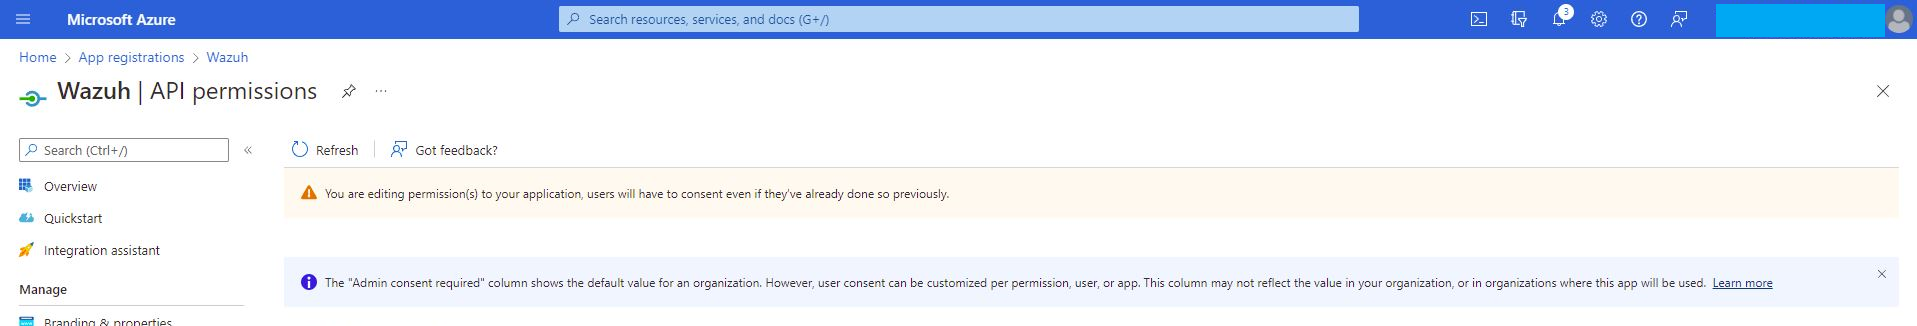 Microsoft Azure
Search resources, services, and docs (G+/)
3
Home > App registrations > Wazuh
Wazuh | API permissions
Search (Ctrl+/)
Refresh
Got feedback?
Overview
Quickstart
Integration assistant
Manage
Branding & properties
You are editing permission(s) to your application, users will have to consent even if they've already done so previously.
The "Admin consent required" column shows the default value for an organization. However, user consent can be customized per permission, user, or app. This column may not reflect the value in your organization, or in organizations where this app will be used. Learn more